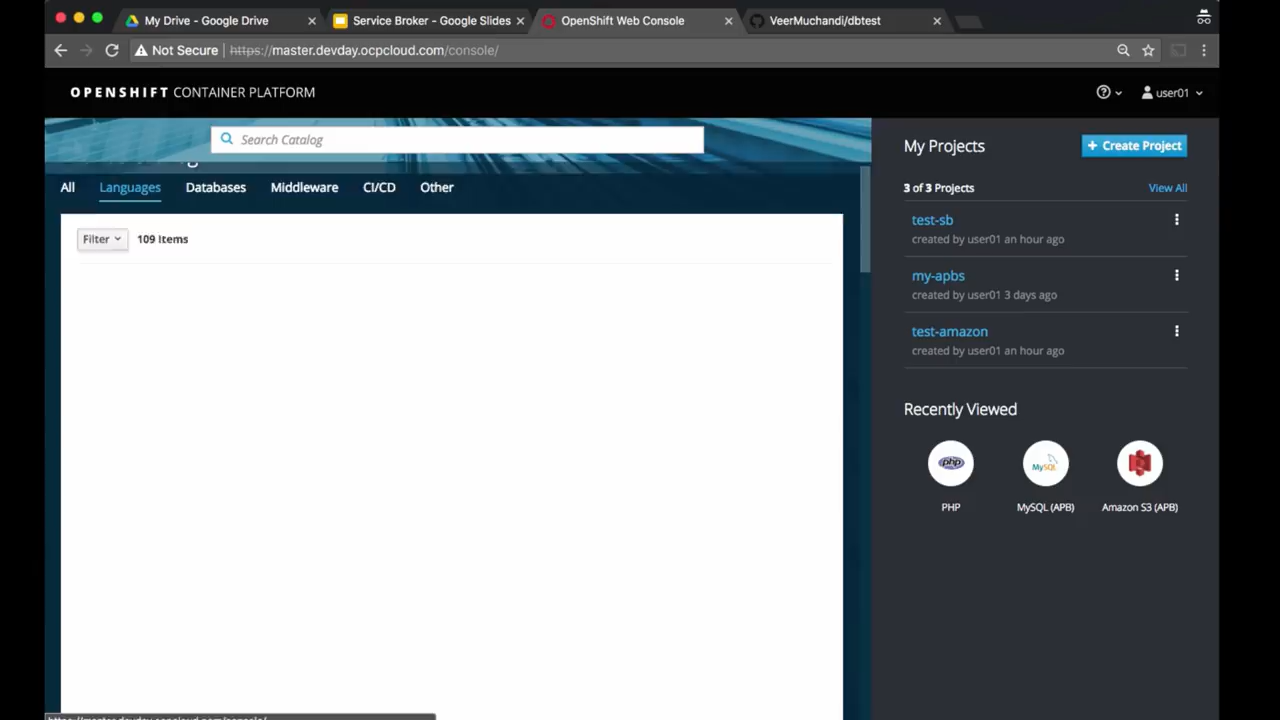 My Drive - Google Drive
Service Broker - Google Slides
OpenShift Web Console
VeerMuchandi/dbtest
Not Secure https://master.devday.ocpcloud.com/console/
OPENSHIFT CONTAINER PLATFORM
user01
Search Catalog
All Languages Databases Middleware CI/CD Other
Filter 109 Items
My Projects
Create Project
3 of 3 Projects View All
test-sb
created by user01 an hour ago
my-apbs
created by user01 3 days ago
test-amazon
created by user01 an hour ago
Recently Viewed
php
MySQL
PHP
MySQL (APB)
Amazon S3 (APB)